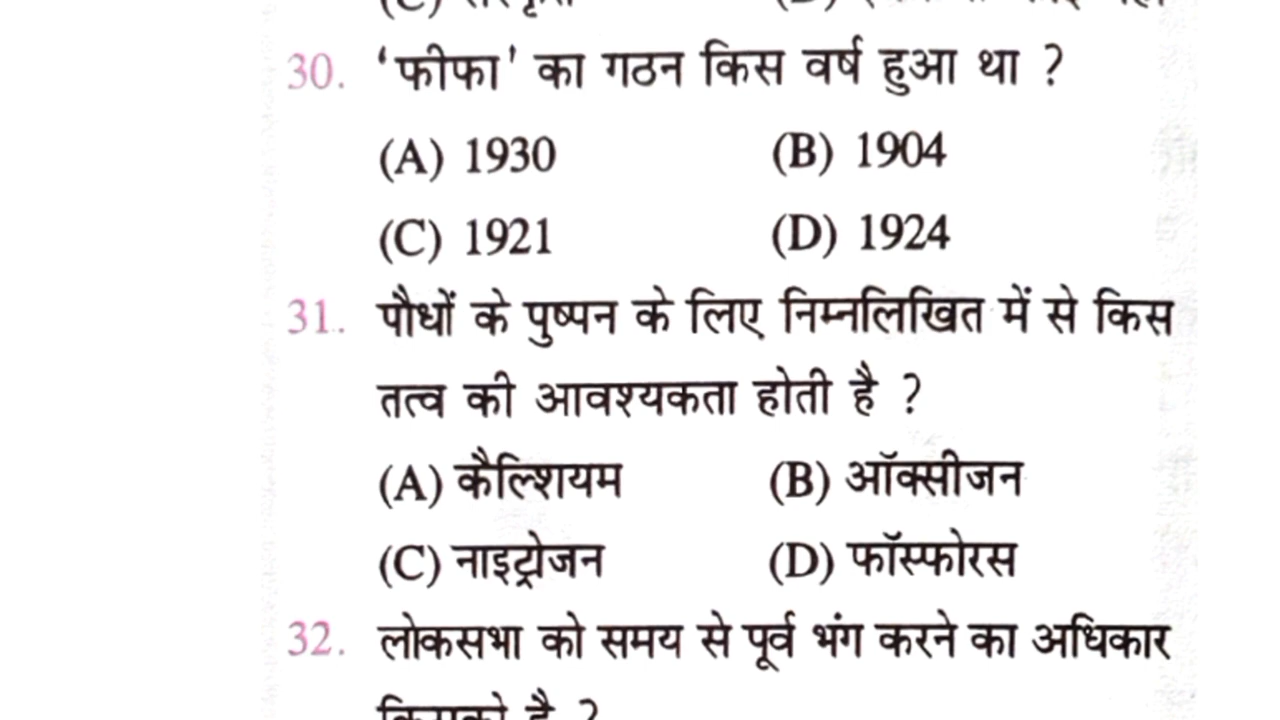 30. ‘फीफा’ का गठन किस वर्ष हुआ था ?
(A) 1930 (B) 1904
(C) 1921 (D) 1924
31. पौधों के पुष्पन के लिए निम्नलिखित में से किस
तत्व की आवश्यकता होती है ?
(A) कैल्शियम (B) ऑक्सीजन
(C) नाइट्रोजन (D) फॉस्फोरस
32. लोकसभा को समय से पूर्व भंग करने का अधिकार
किसको है ?